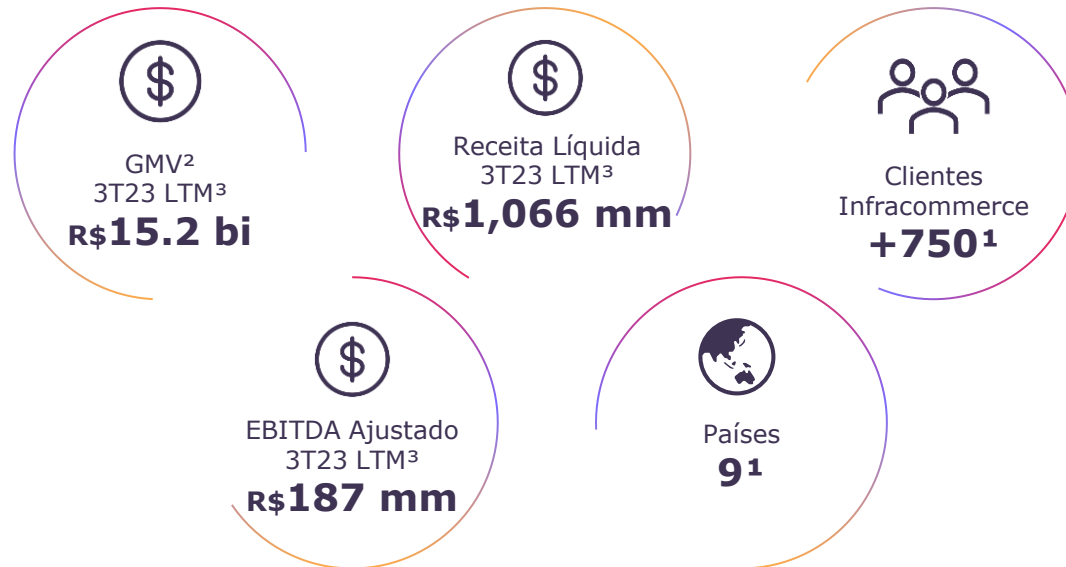 GMV²
3T23 LTM³
R$15.2 bi
Receita Líquida
3T23 LTM³
R$1,066 mm
Clientes
Infracommerce
+750¹
EBITDA Ajustado
3T23 LTM³
R$187 mm
Países
9¹